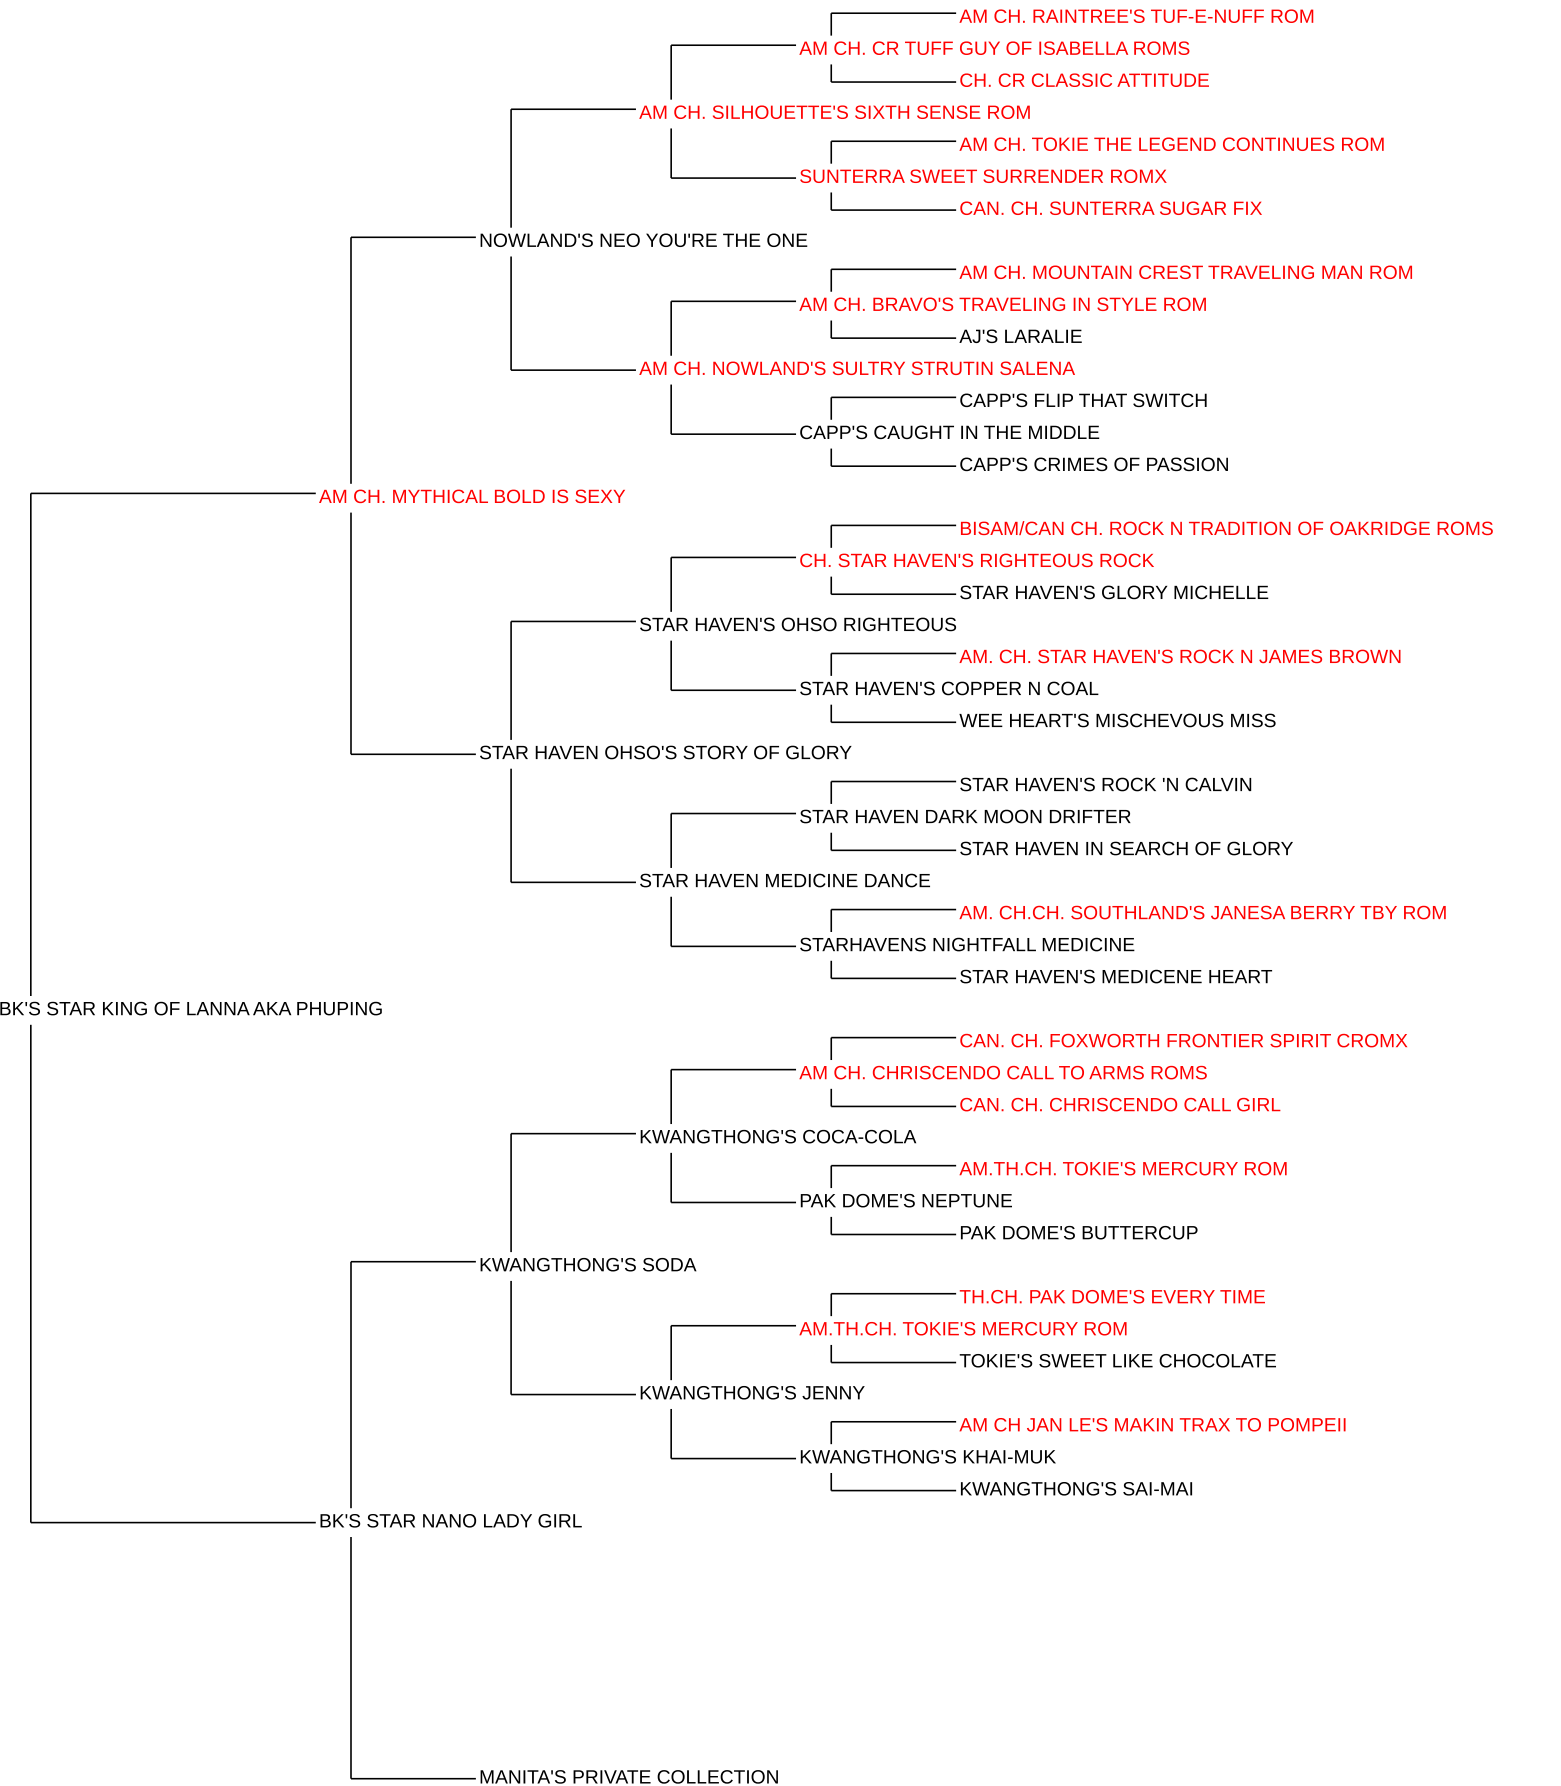 AM CH. RAINTREE'S TUF-E-NUFF ROM
AM CH. CR TUFF GUY OF ISABELLA ROMS
CH. CR CLASSIC ATTITUDE
AM CH. SILHOUETTE'S SIXTH SENSE ROM
AM CH. TOKIE THE LEGEND CONTINUES ROM
SUNTERRA SWEET SURRENDER ROMX
CAN. CH. SUNTERRA SUGAR FIX
NOWLAND'S NEO YOU'RE THE ONE
AM CH. MOUNTAIN CREST TRAVELING MAN ROM
AM CH. BRAVO'S TRAVELING IN STYLE ROM
AJ'S LARALIE
AM CH. NOWLAND'S SULTRY STRUTIN SALENA
CAPP'S FLIP THAT SWITCH
CAPP'S CAUGHT IN THE MIDDLE
CAPP'S CRIMES OF PASSION
AM CH. MYTHICAL BOLD IS SEXY
BISAM/CAN CH. ROCK N TRADITION OF OAKRIDGE ROMS
CH. STAR HAVEN'S RIGHTEOUS ROCK
STAR HAVEN'S GLORY MICHELLE
STAR HAVEN'S OHSO RIGHTEOUS
AM. CH. STAR HAVEN'S ROCK N JAMES BROWN
STAR HAVEN'S COPPER N COAL
WEE HEART'S MISCHEVOUS MISS
STAR HAVEN OHSO'S STORY OF GLORY
STAR HAVEN'S ROCK 'N CALVIN
STAR HAVEN DARK MOON DRIFTER
STAR HAVEN IN SEARCH OF GLORY
STAR HAVEN MEDICINE DANCE
AM. CH.CH. SOUTHLAND'S JANESA BERRY TBY ROM
STARHAVENS NIGHTFALL MEDICINE
STAR HAVEN'S MEDICENE HEART
BK'S STAR KING OF LANNA AKA PHUPING
CAN. CH. FOXWORTH FRONTIER SPIRIT CROMX
AM CH. CHRISCENDO CALL TO ARMS ROMS
CAN. CH. CHRISCENDO CALL GIRL
KWANGTHONG'S COCA-COLA
AM.TH.CH. TOKIE'S MERCURY ROM
PAK DOME'S NEPTUNE
PAK DOME'S BUTTERCUP
KWANGTHONG'S SODA
TH.CH. PAK DOME'S EVERY TIME
AM.TH.CH. TOKIE'S MERCURY ROM
TOKIE'S SWEET LIKE CHOCOLATE
KWANGTHONG'S JENNY
AM CH JAN LE'S MAKIN TRAX TO POMPEII
KWANGTHONG'S KHAI-MUK
KWANGTHONG'S SAI-MAI
BK'S STAR NANO LADY GIRL
MANITA'S PRIVATE COLLECTION